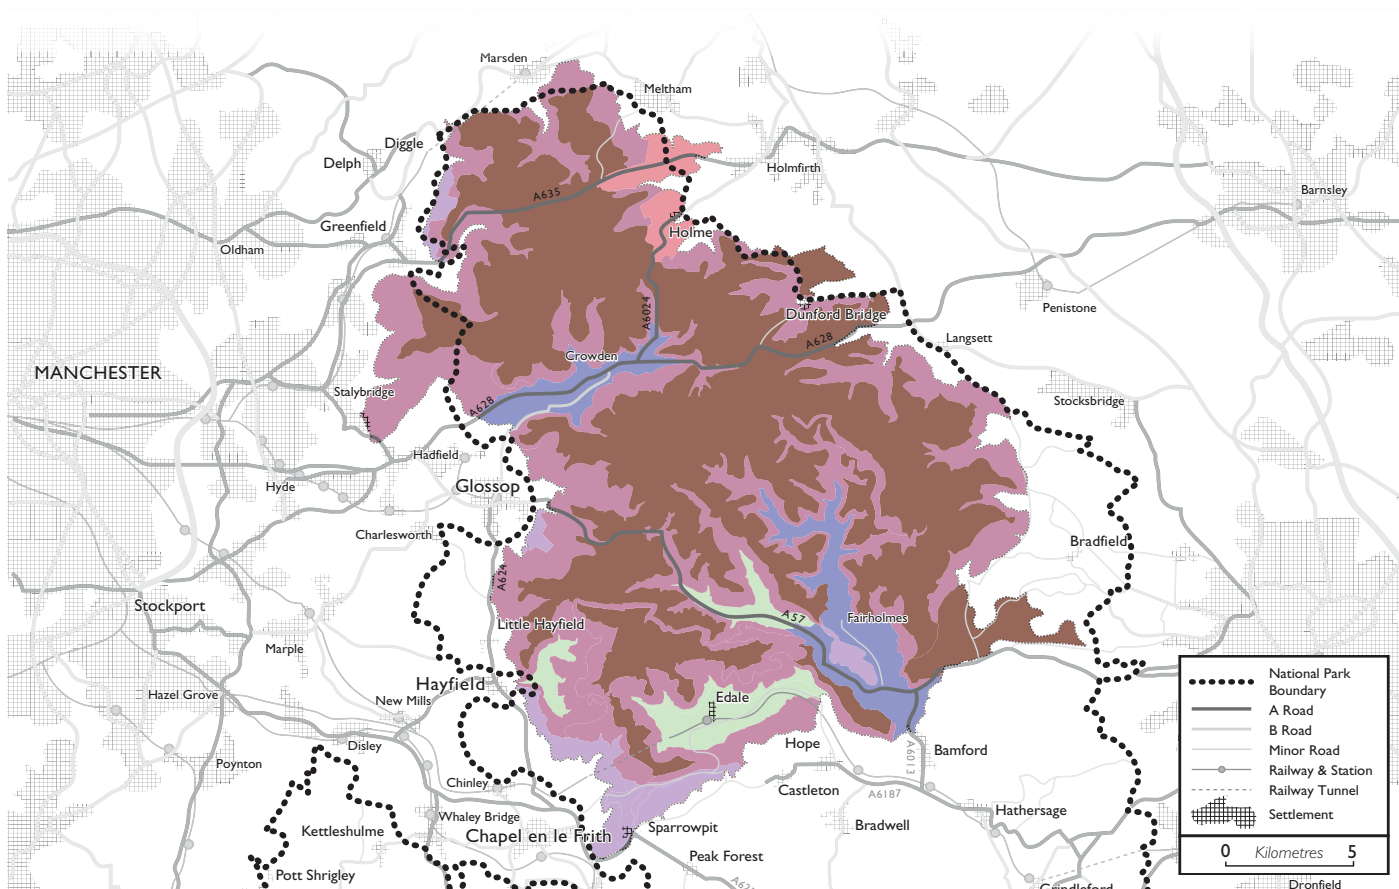 Marsden
Meltham
Diggle
Delph
Holmfirth
A635
Barnsley
Greenfield
Holme
Oldham
A6024
Penistone
Dunford Bridge
A628
Langsett
Crowden
MANCHESTER
Stalybridge
A628
Stocksbridge
Hadfield
Glossop
Hyde
Charlesworth
Bradfield
A624
Stockport
A57
Fairholmes
Little Hayfield
Marple
Hayfield
Hazel Grove
New Mills
Edale
Disley
Hope
Bamford
A6013
Poynton
Chinley
Castleton
A6187
Hathersage
Whaley Bridge
Kettleshulme
Chapel en le Frith
Sparrowpit
Bradwell
Peak Forest
Pott Shrigley
Grindleford
Dronfield
National Park
Boundary
A Road
B Road
Minor Road
Railway & Station
Railway Tunnel
Settlement
0 Kilometres 5